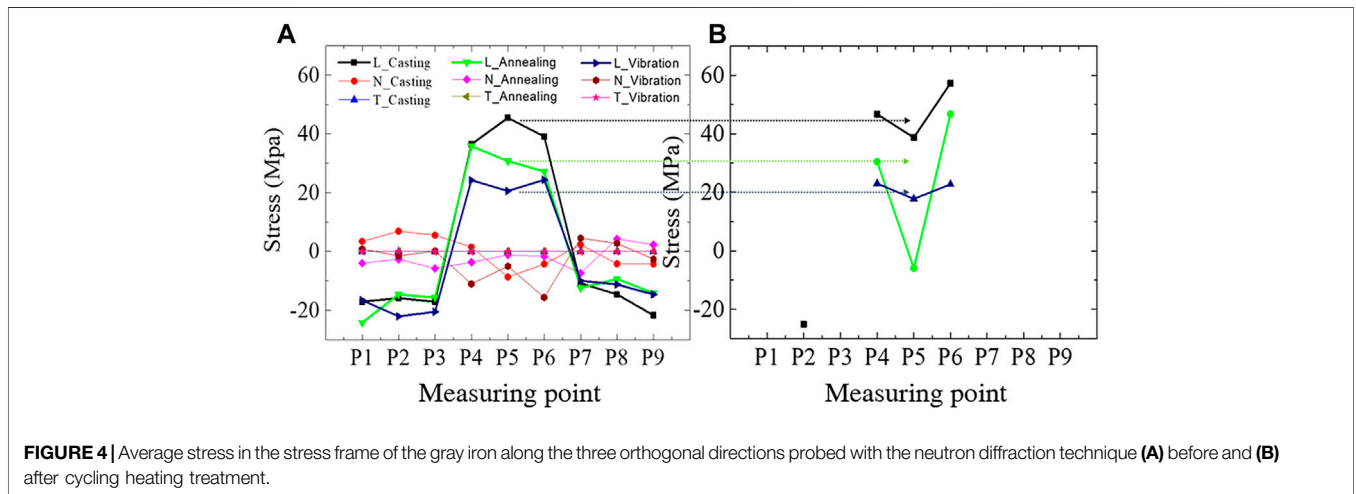 A
B
L_Casting
L_Annealing
L_Vibration
N_Casting
N_Annealing
N_Vibration
T_Casting
T_Annealing
T_Vibration
60
40
20
0
-20
Stress (Mpa)
P1 P2 P3 P4 P5 P6 P7 P8 P9
Measuring point
60
40
20
0
-20
Stress (MPa)
P1 P2 P3 P4 P5 P6 P7 P8 P9
Measuring point
FIGURE 4 | Average stress in the stress frame of the gray iron along the three orthogonal directions probed with the neutron diffraction technique (A) before and (B)
after cycling heating treatment.